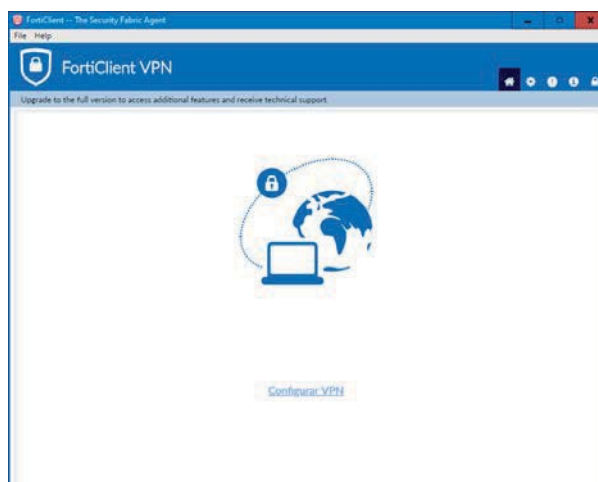 FortiClient -- The Security Fabric Agent
File Help
FortiClient VPN
Upgrade to the full version to access additional features and receive technical support
Configurar VPN